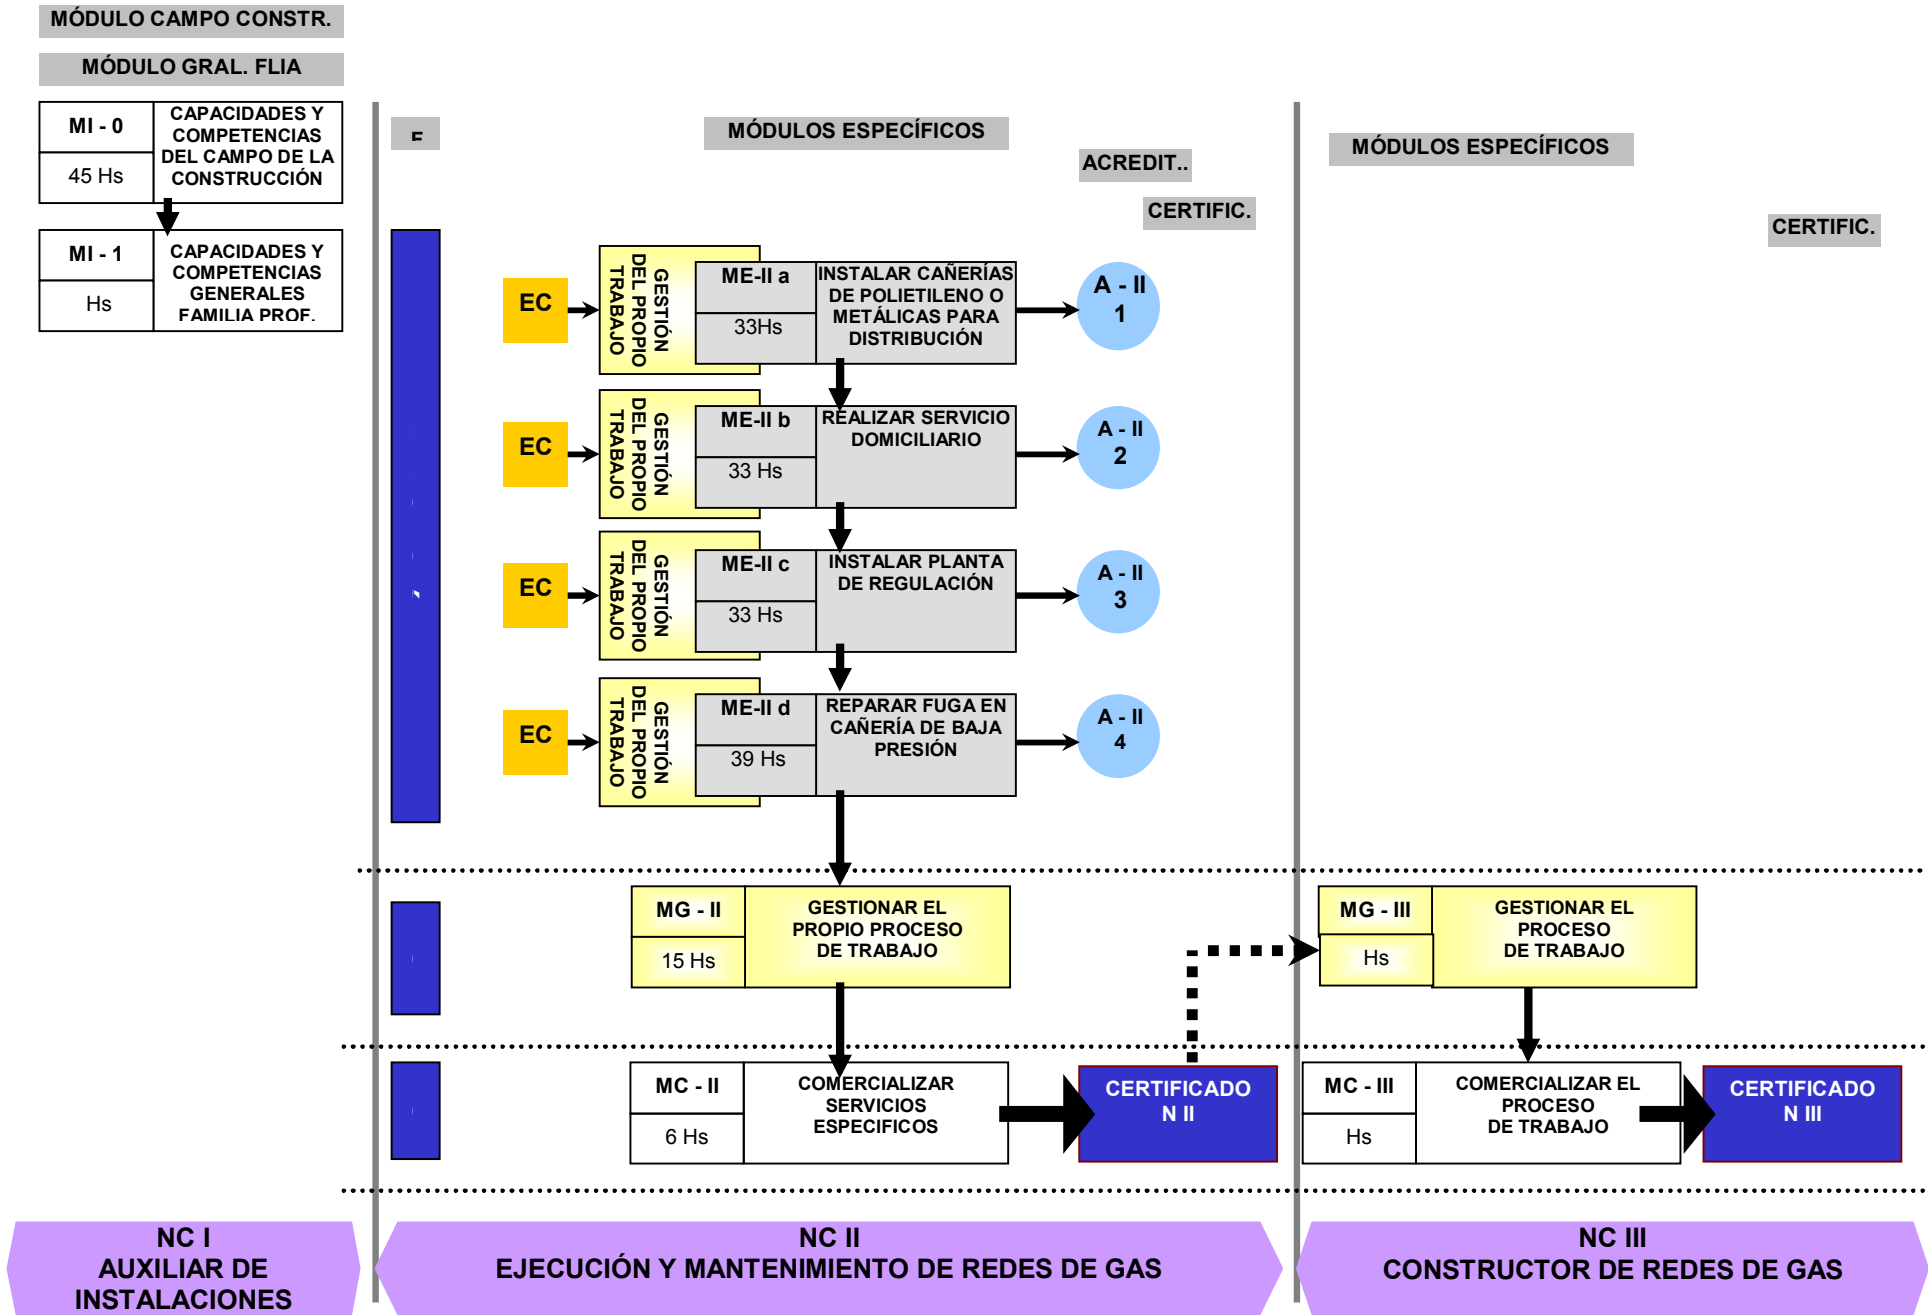 MÓDULO CAMPO CONSTR.
MÓDULO GRAL. FLIA
MI - 0
45 Hs
CAPACIDADES Y
COMPETENCIAS
DEL CAMPO DE LA
CONSTRUCCIÓN
MI - 1
Hs
CAPACIDADES Y
COMPETENCIAS
GENERALES
FAMILIA PROF.
MÓDULOS ESPECÍFICOS
ACREDIT..
CERTIFIC.
EC
GESTIÓN
DEL PROPIO
TRABAJO
ME-II a
33Hs
INSTALAR CAÑERÍAS
DE POLIETILENO O
METÁLICAS PARA
DISTRIBUCIÓN
A - II
1
EC
GESTIÓN
DEL PROPIO
TRABAJO
ME-II b
33 Hs
REALIZAR SERVICIO
DOMICILIARIO
A - II
2
EC
GESTIÓN
DEL PROPIO
TRABAJO
ME-II c
33 Hs
INSTALAR PLANTA
DE REGULACIÓN
A - II
3
EC
GESTIÓN
DEL PROPIO
TRABAJO
ME-II d
39 Hs
REPARAR FUGA EN
CAÑERÍA DE BAJA
PRESIÓN
A - II
4
MG - II
15 Hs
GESTIONAR EL
PROPIO PROCESO
DE TRABAJO
MC - II
6 Hs
COMERCIALIZAR
SERVICIOS
ESPECIFICOS
CERTIFICADO
N II
MÓDULOS ESPECÍFICOS
CERTIFIC.
MG - III
Hs
GESTIONAR EL
PROCESO
DE TRABAJO
MC - III
Hs
COMERCIALIZAR EL
PROCESO
DE TRABAJO
CERTIFICADO
N III
NC I
AUXILIAR DE
INSTALACIONES
NC II
EJECUCIÓN Y MANTENIMIENTO DE REDES DE GAS
NC III
CONSTRUCTOR DE REDES DE GAS